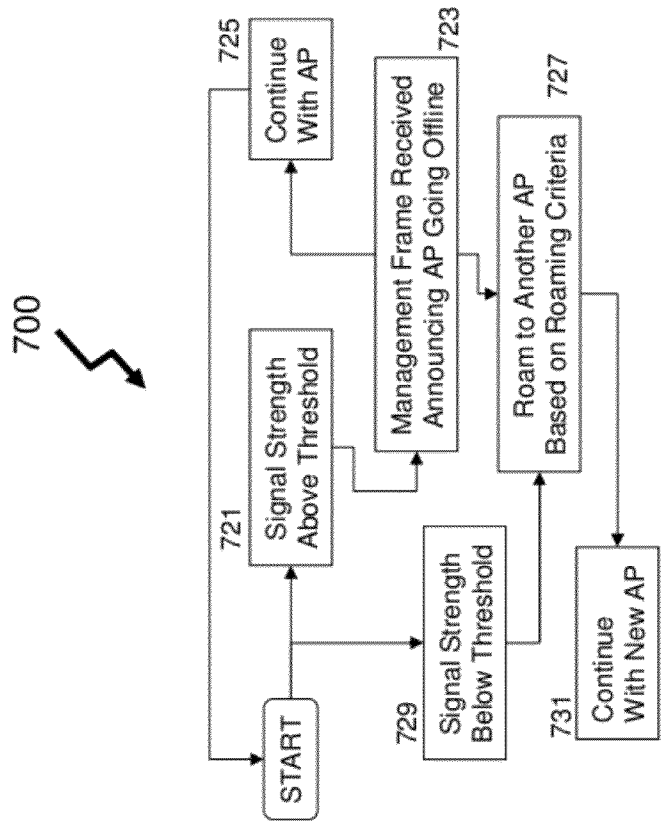 700
START
721
Signal Strength
Above Threshold
725
Continue
With AP
723
Management Frame Received
Announcing AP Going Offline
729
Signal Strength
Below Threshold
727
Roam to Another AP
Based on Roaming Criteria
731
Continue
With New AP